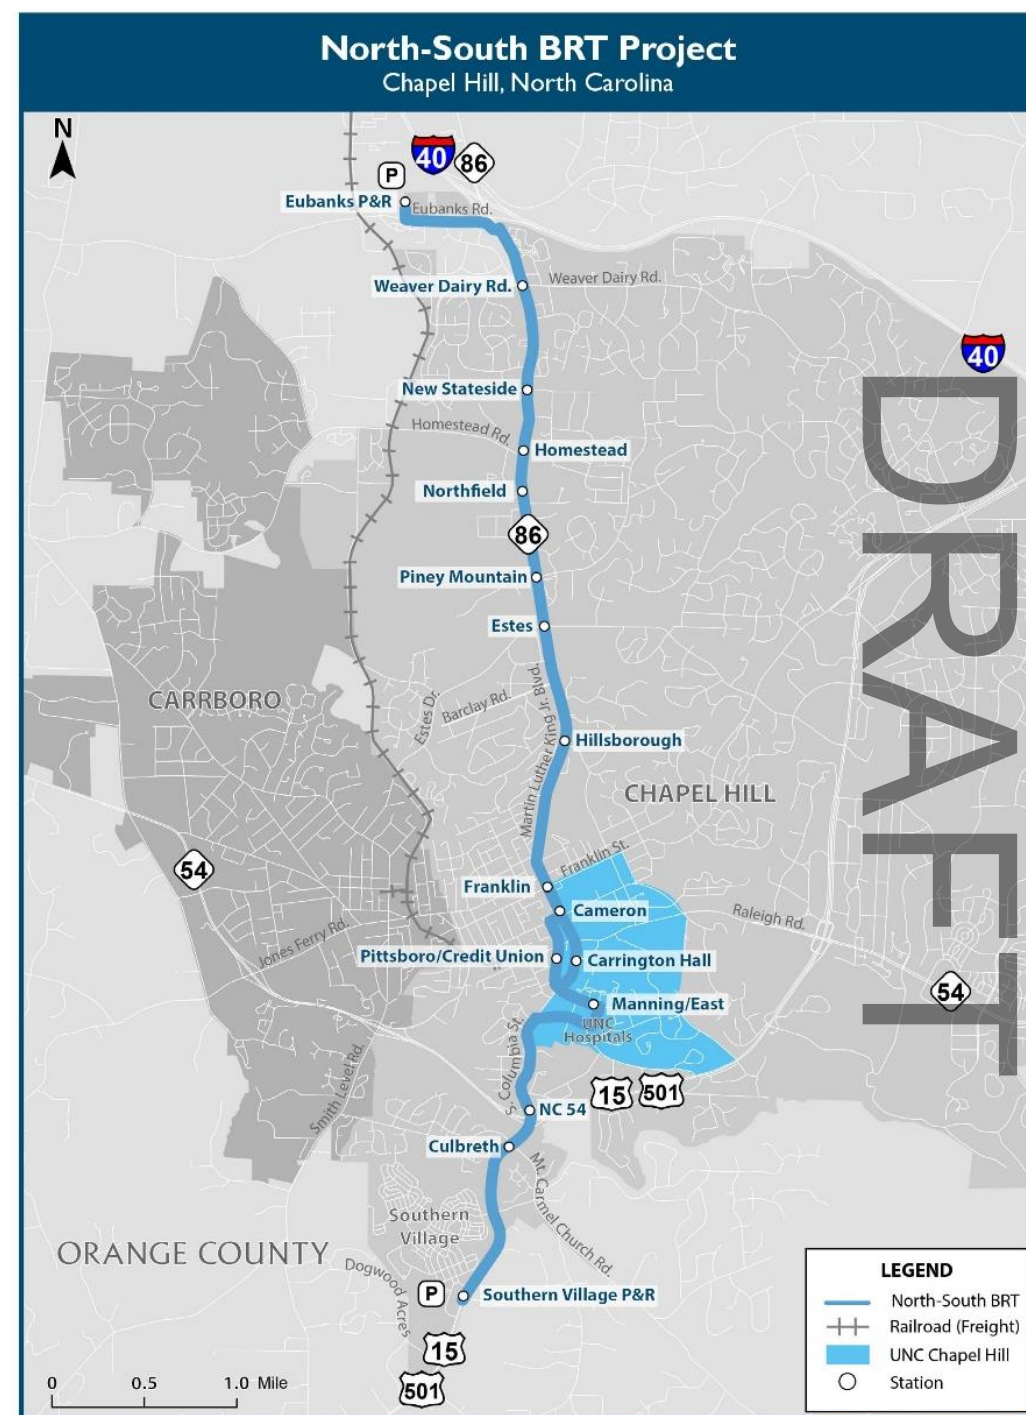 North-South BRT Project
Chapel Hill, North Carolina
N
40
86
P
Eubanks P&R
Eubanks Rd.
Weaver Dairy Rd.
Weaver Dairy Rd.
40
New Stateside
Homestead Rd.
Homestead
Northfield
86
Piney Mountain
Estes
DRAFT
CARRBORO
Estes Dr.
Barclay Rd.
Martin Luther King Jr. Blvd.
Hillsborough
CHAPEL HILL
54
Franklin St.
Franklin
Cameron
Raleigh Rd.
Jones Ferry Rd.
Pittsboro/Credit Union
Carrington Hall
54
Manning/East
UNC
Hospitals
S. Columbia St.
Smith Level Rd.
15
501
NC 54
Culbreth
Mt. Carmel Church Rd.
Southern
Village
ORANGE COUNTY
Dogwood Acres
P
Southern Village P&R
15
501
LEGEND
North-South BRT
Railroad (Freight)
UNC Chapel Hill
Station
0 0.5 1.0 Mile